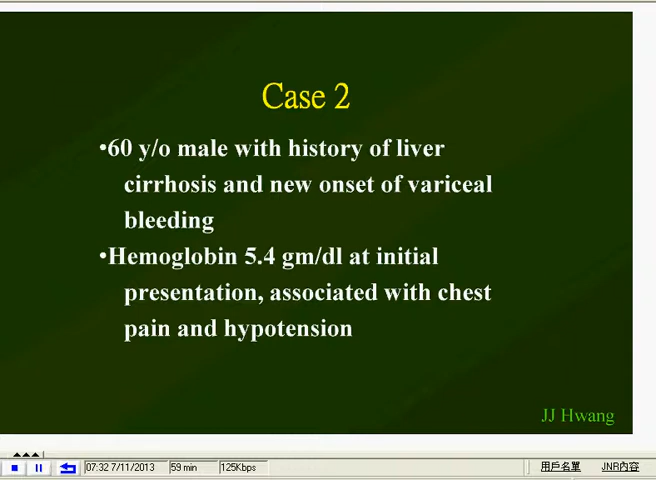 Case 2
•60 y/o male with history of liver
cirrhosis and new onset of variceal
bleeding
•Hemoglobin 5.4 gm/dl at initial
presentation, associated with chest
pain and hypotension
JJ Hwang
07:32 7/11/2013 59 min 125Kbps 用戶名單 JNR內容